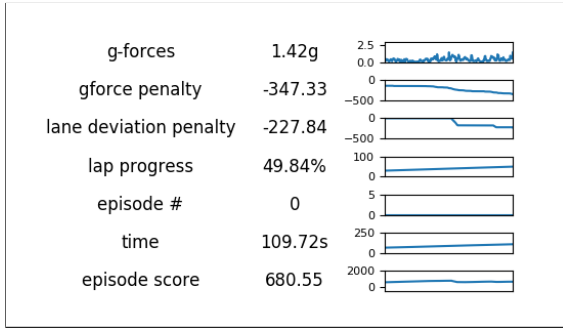 g-forces 1.42g 2.5 0.0
gforce penalty -347.33 0 −500
lane deviation penalty -227.84 0 −500
lap progress 49.84% 100 0
episode # 0 5 0
time 109.72s 250 0
episode score 680.55 2000 0